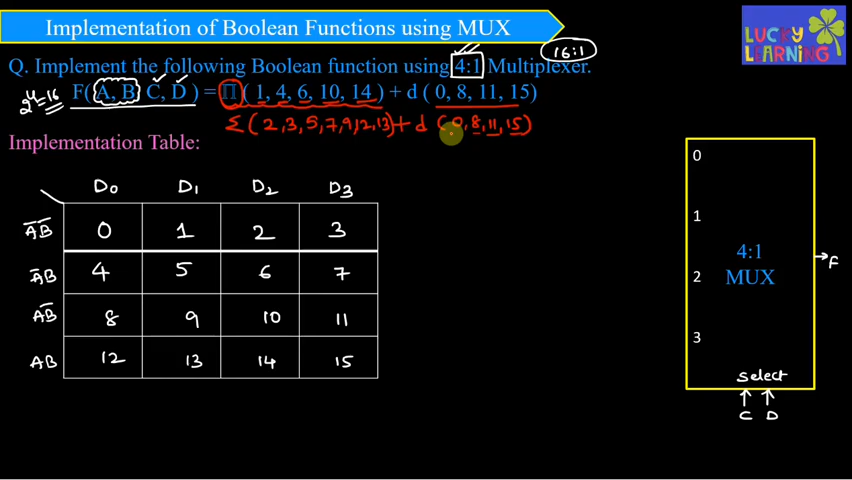 Implementation of Boolean Functions using MUX
LUCKY
LEARNING
16:1
Q. Implement the following Boolean function using 4:1 Multiplexer.
2⁴=16 F( A, B, C, D ) = Π ( 1, 4, 6, 10, 14 ) + d ( 0, 8, 11, 15)
Σ ( 2,3,5,7,9,12,13) + d ( 0,8,11,15)
Implementation Table:
D₀ D₁ D₂ D₃
A̅B̅ 0 1 2 3
A̅B 4 5 6 7
AB̅ 8 9 10 11
AB 12 13 14 15
0
1
4:1
MUX
F
2
3
Select
C D